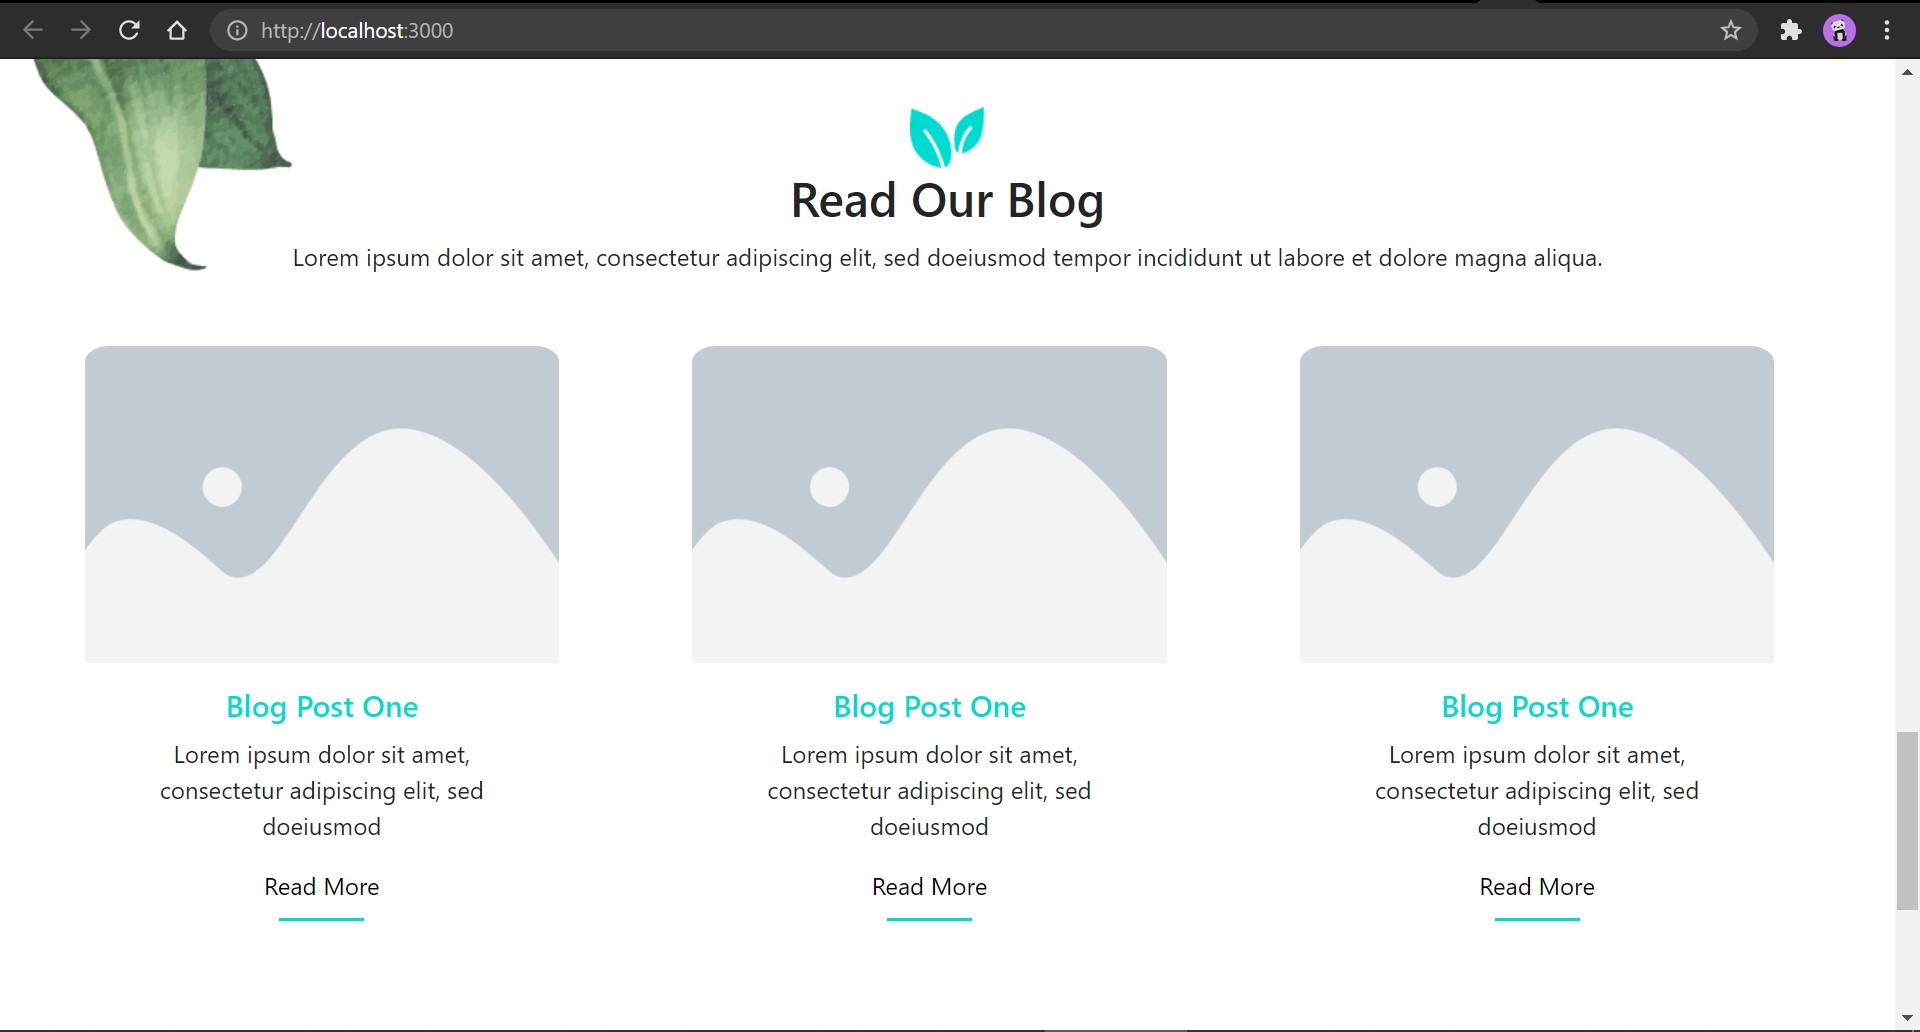 http://localhost:3000
Read Our Blog
Lorem ipsum dolor sit amet, consectetur adipiscing elit, sed doeiusmod tempor incididunt ut labore et dolore magna aliqua.
Blog Post One
Lorem ipsum dolor sit amet,
consectetur adipiscing elit, sed
doeiusmod
Read More
Blog Post One
Lorem ipsum dolor sit amet,
consectetur adipiscing elit, sed
doeiusmod
Read More
Blog Post One
Lorem ipsum dolor sit amet,
consectetur adipiscing elit, sed
doeiusmod
Read More